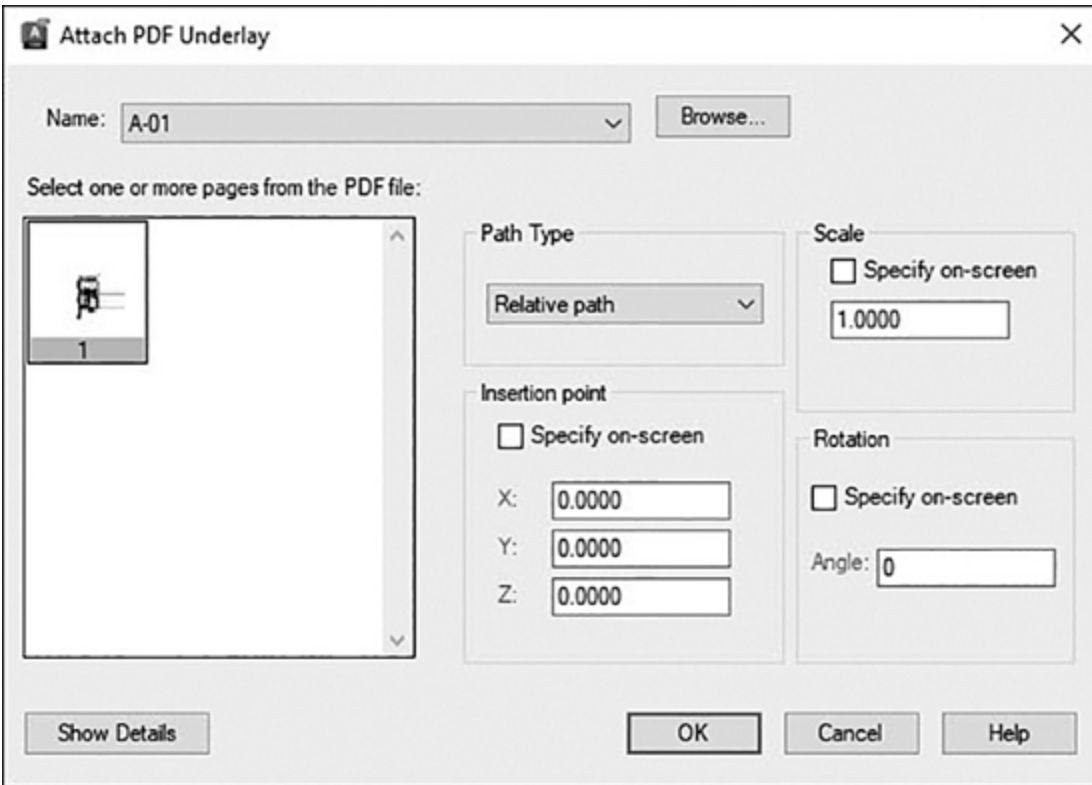 Attach PDF Underlay
Name: A-01 Browse...
Select one or more pages from the PDF file:
1
Path Type
Relative path
Insertion point
Specify on-screen
X: 0.0000
Y: 0.0000
Z: 0.0000
Scale
Specify on-screen
1.0000
Rotation
Specify on-screen
Angle: 0
Show Details OK Cancel Help